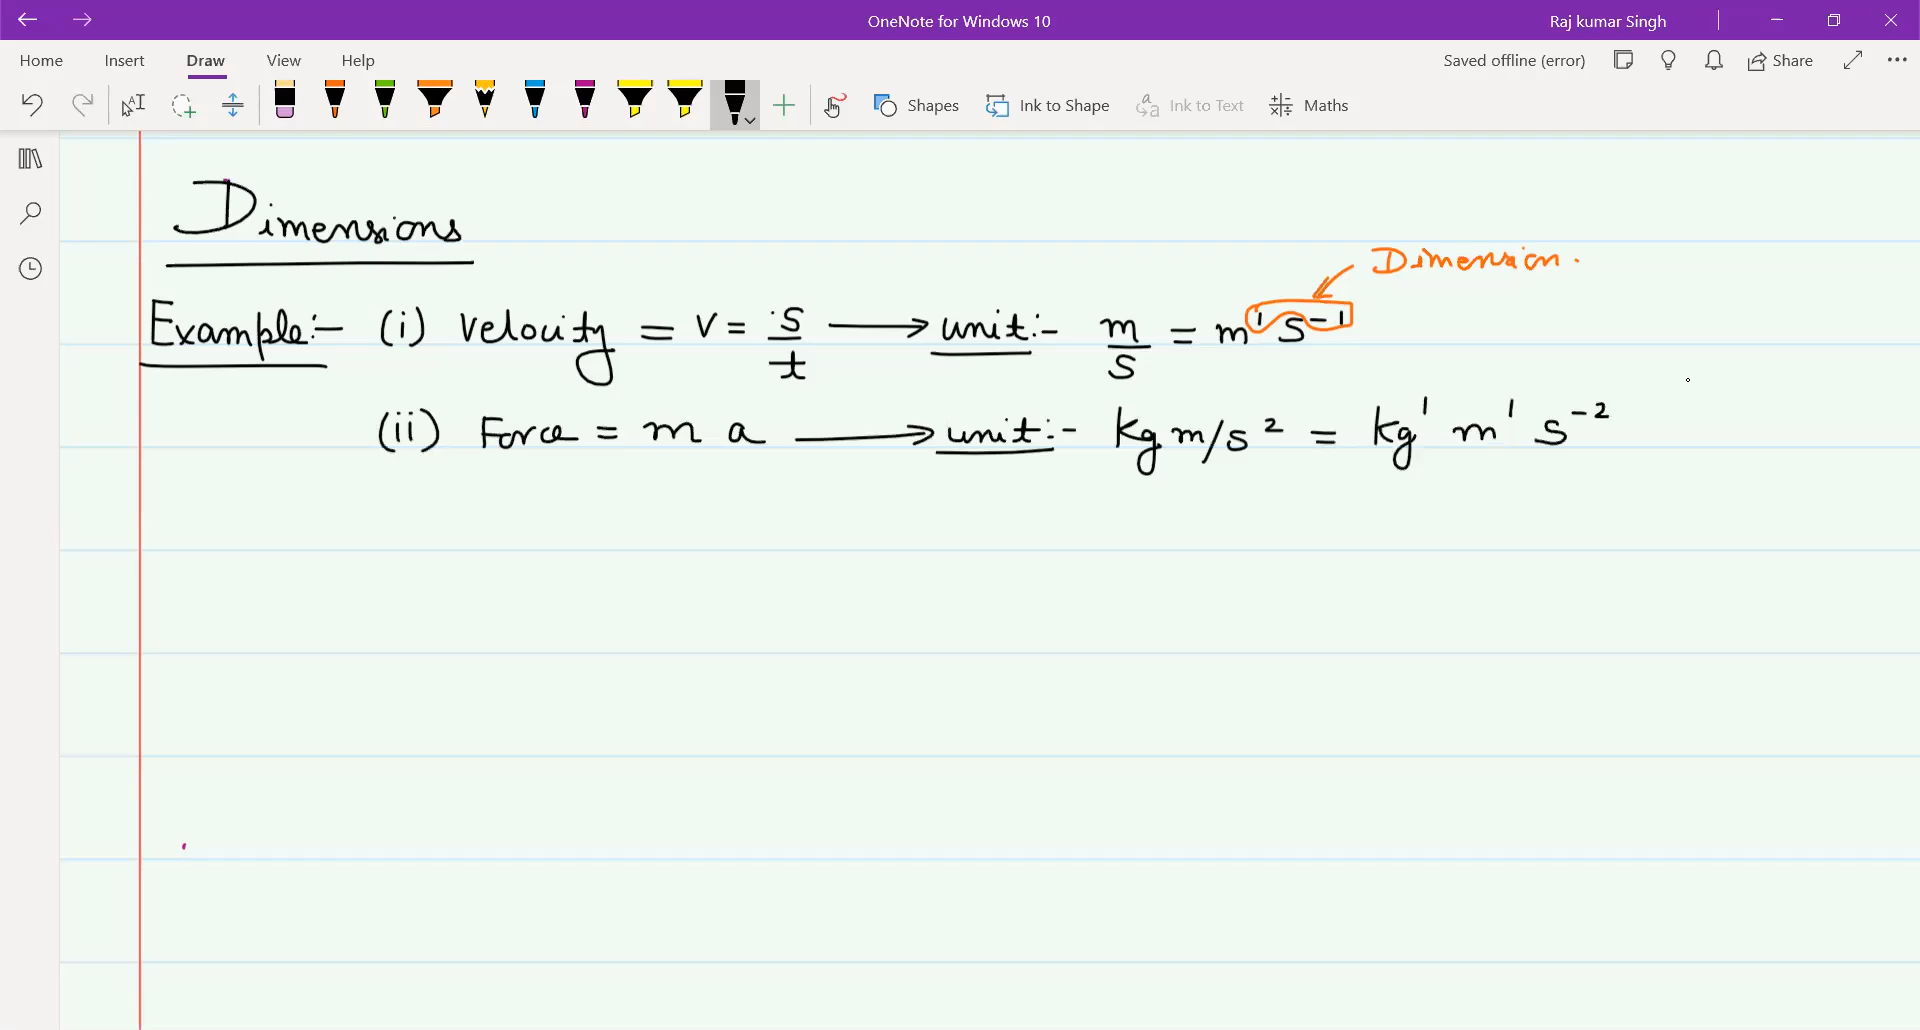 OneNote for Windows 10
Raj kumar Singh
Home Insert Draw View Help
Saved offline (error)
Share
Shapes
Ink to Shape
Ink to Text
Maths
Dimensions
Dimension.
Example:- (i) Velocity = v = s/t → unit:- m/s = m¹ s⁻¹
(ii) Force = m a → unit:- kg m/s² = kg¹ m¹ s⁻²